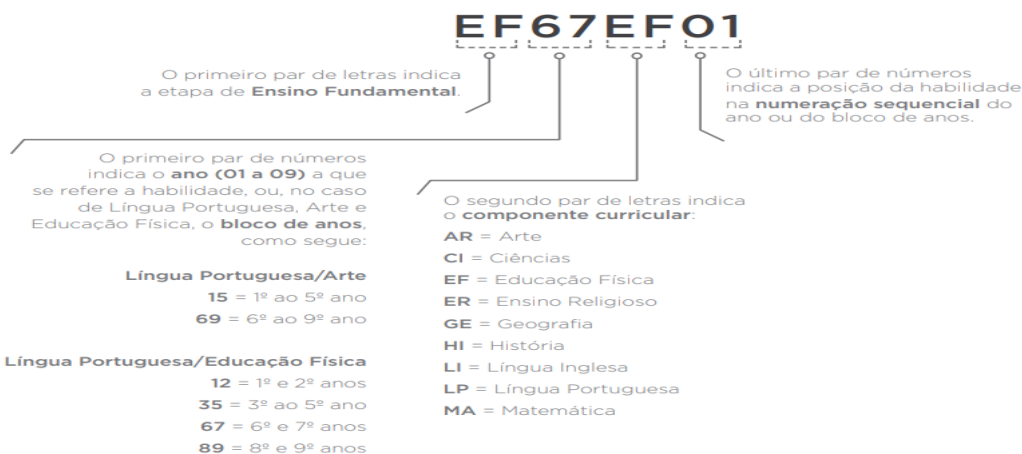 EF67EF01
O primeiro par de letras indica
a etapa de Ensino Fundamental.
O último par de números
indica a posição da habilidade
na numeração sequencial do
ano ou do bloco de anos.
O primeiro par de números
indica o ano (01 a 09) a que
se refere a habilidade, ou, no caso
de Língua Portuguesa, Arte e
Educação Física, o bloco de anos,
como segue:
Língua Portuguesa/Arte
15 = 1º ao 5º ano
69 = 6º ao 9º ano
Língua Portuguesa/Educação Física
12 = 1º e 2º anos
35 = 3º ao 5º ano
67 = 6º e 7º anos
89 = 8º e 9º anos
O segundo par de letras indica
o componente curricular:
AR = Arte
CI = Ciências
EF = Educação Física
ER = Ensino Religioso
GE = Geografia
HI = História
LI = Língua Inglesa
LP = Língua Portuguesa
MA = Matemática